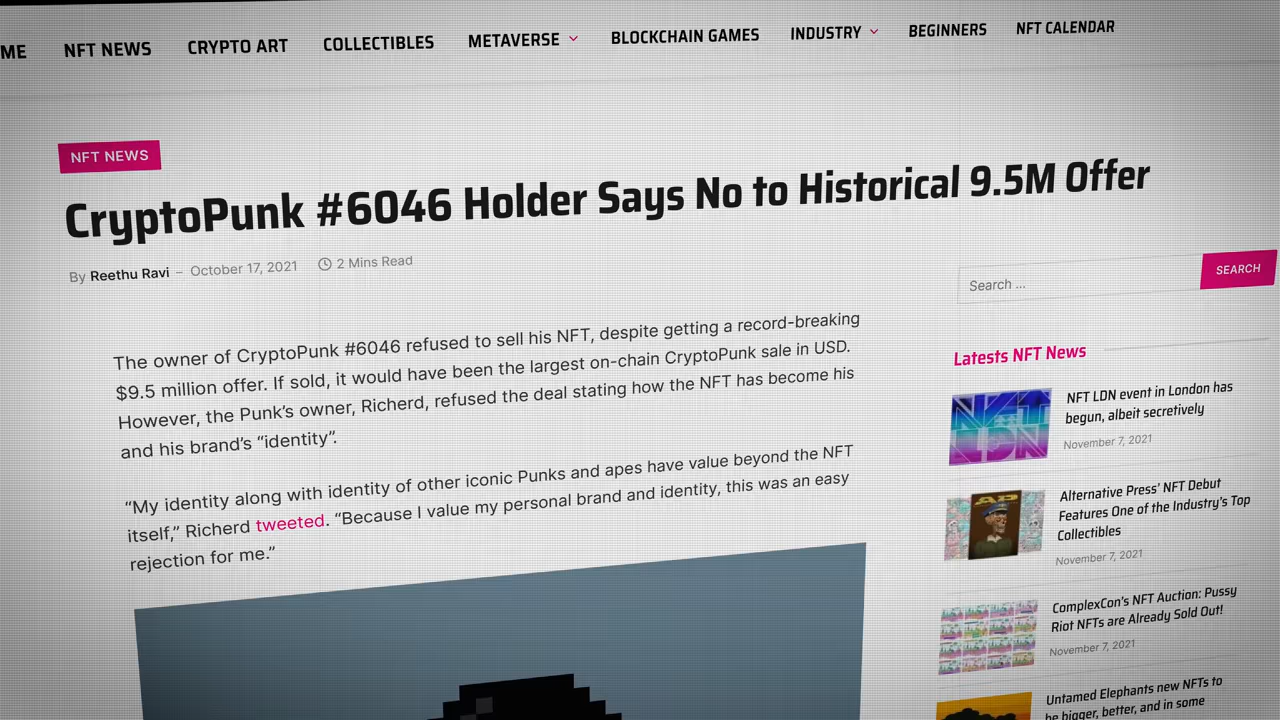 ME NFT NEWS CRYPTO ART COLLECTIBLES METAVERSE BLOCKCHAIN GAMES INDUSTRY BEGINNERS NFT CALENDAR
NFT NEWS
CryptoPunk #6046 Holder Says No to Historical 9.5M Offer
By Reethu Ravi – October 17, 2021 2 Mins Read
The owner of CryptoPunk #6046 refused to sell his NFT, despite getting a record-breaking
$9.5 million offer. If sold, it would have been the largest on-chain CryptoPunk sale in USD.
However, the Punk’s owner, Richerd, refused the deal stating how the NFT has become his
and his brand’s “identity”.
“My identity along with identity of other iconic Punks and apes have value beyond the NFT
itself,” Richerd tweeted. “Because I value my personal brand and identity, this was an easy
rejection for me.”
Search ...
SEARCH
Latests NFT News
NFT LDN event in London has
begun, albeit secretively
November 7, 2021
NFT
LDN
Alternative Press’ NFT Debut
Features One of the Industry’s Top
Collectibles
November 7, 2021
ComplexCon’s NFT Auction: Pussy
Riot NFTs are Already Sold Out!
November 7, 2021
Untamed Elephants new NFTs to
be bigger, better, and in some